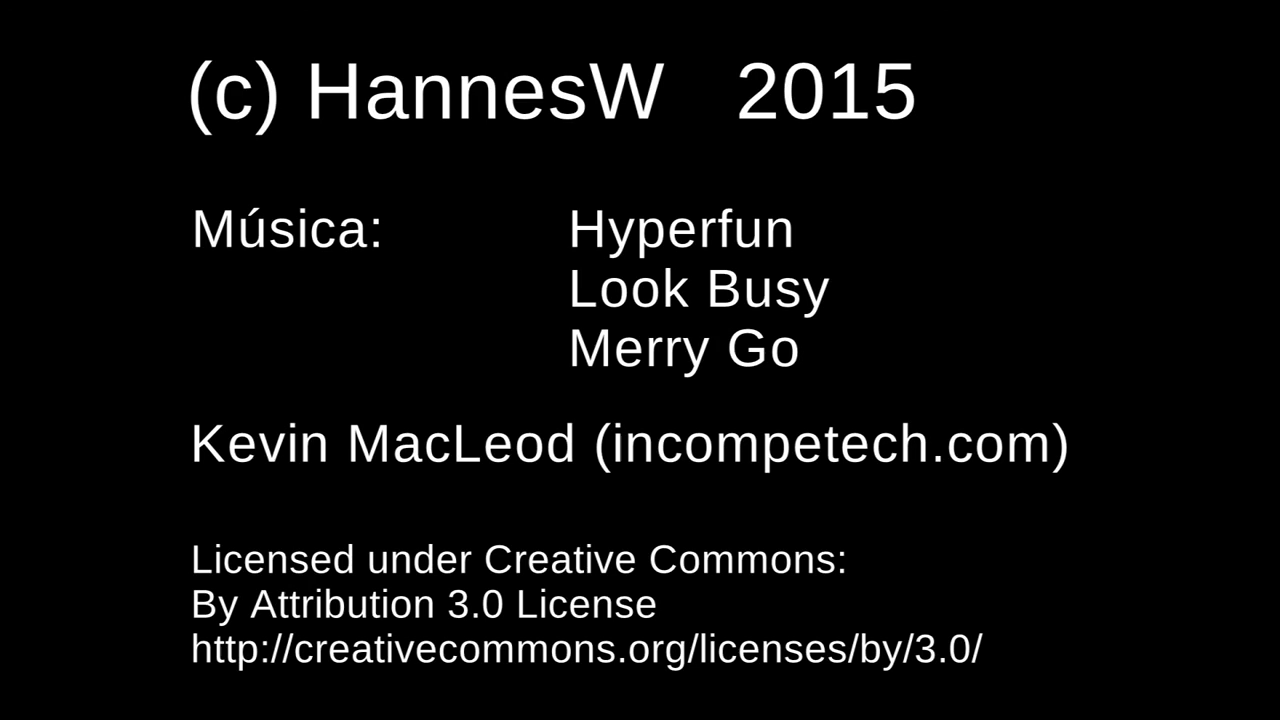 (c) HannesW 2015
Música: Hyperfun
Look Busy
Merry Go
Kevin MacLeod (incompetech.com)
Licensed under Creative Commons:
By Attribution 3.0 License
http://creativecommons.org/licenses/by/3.0/